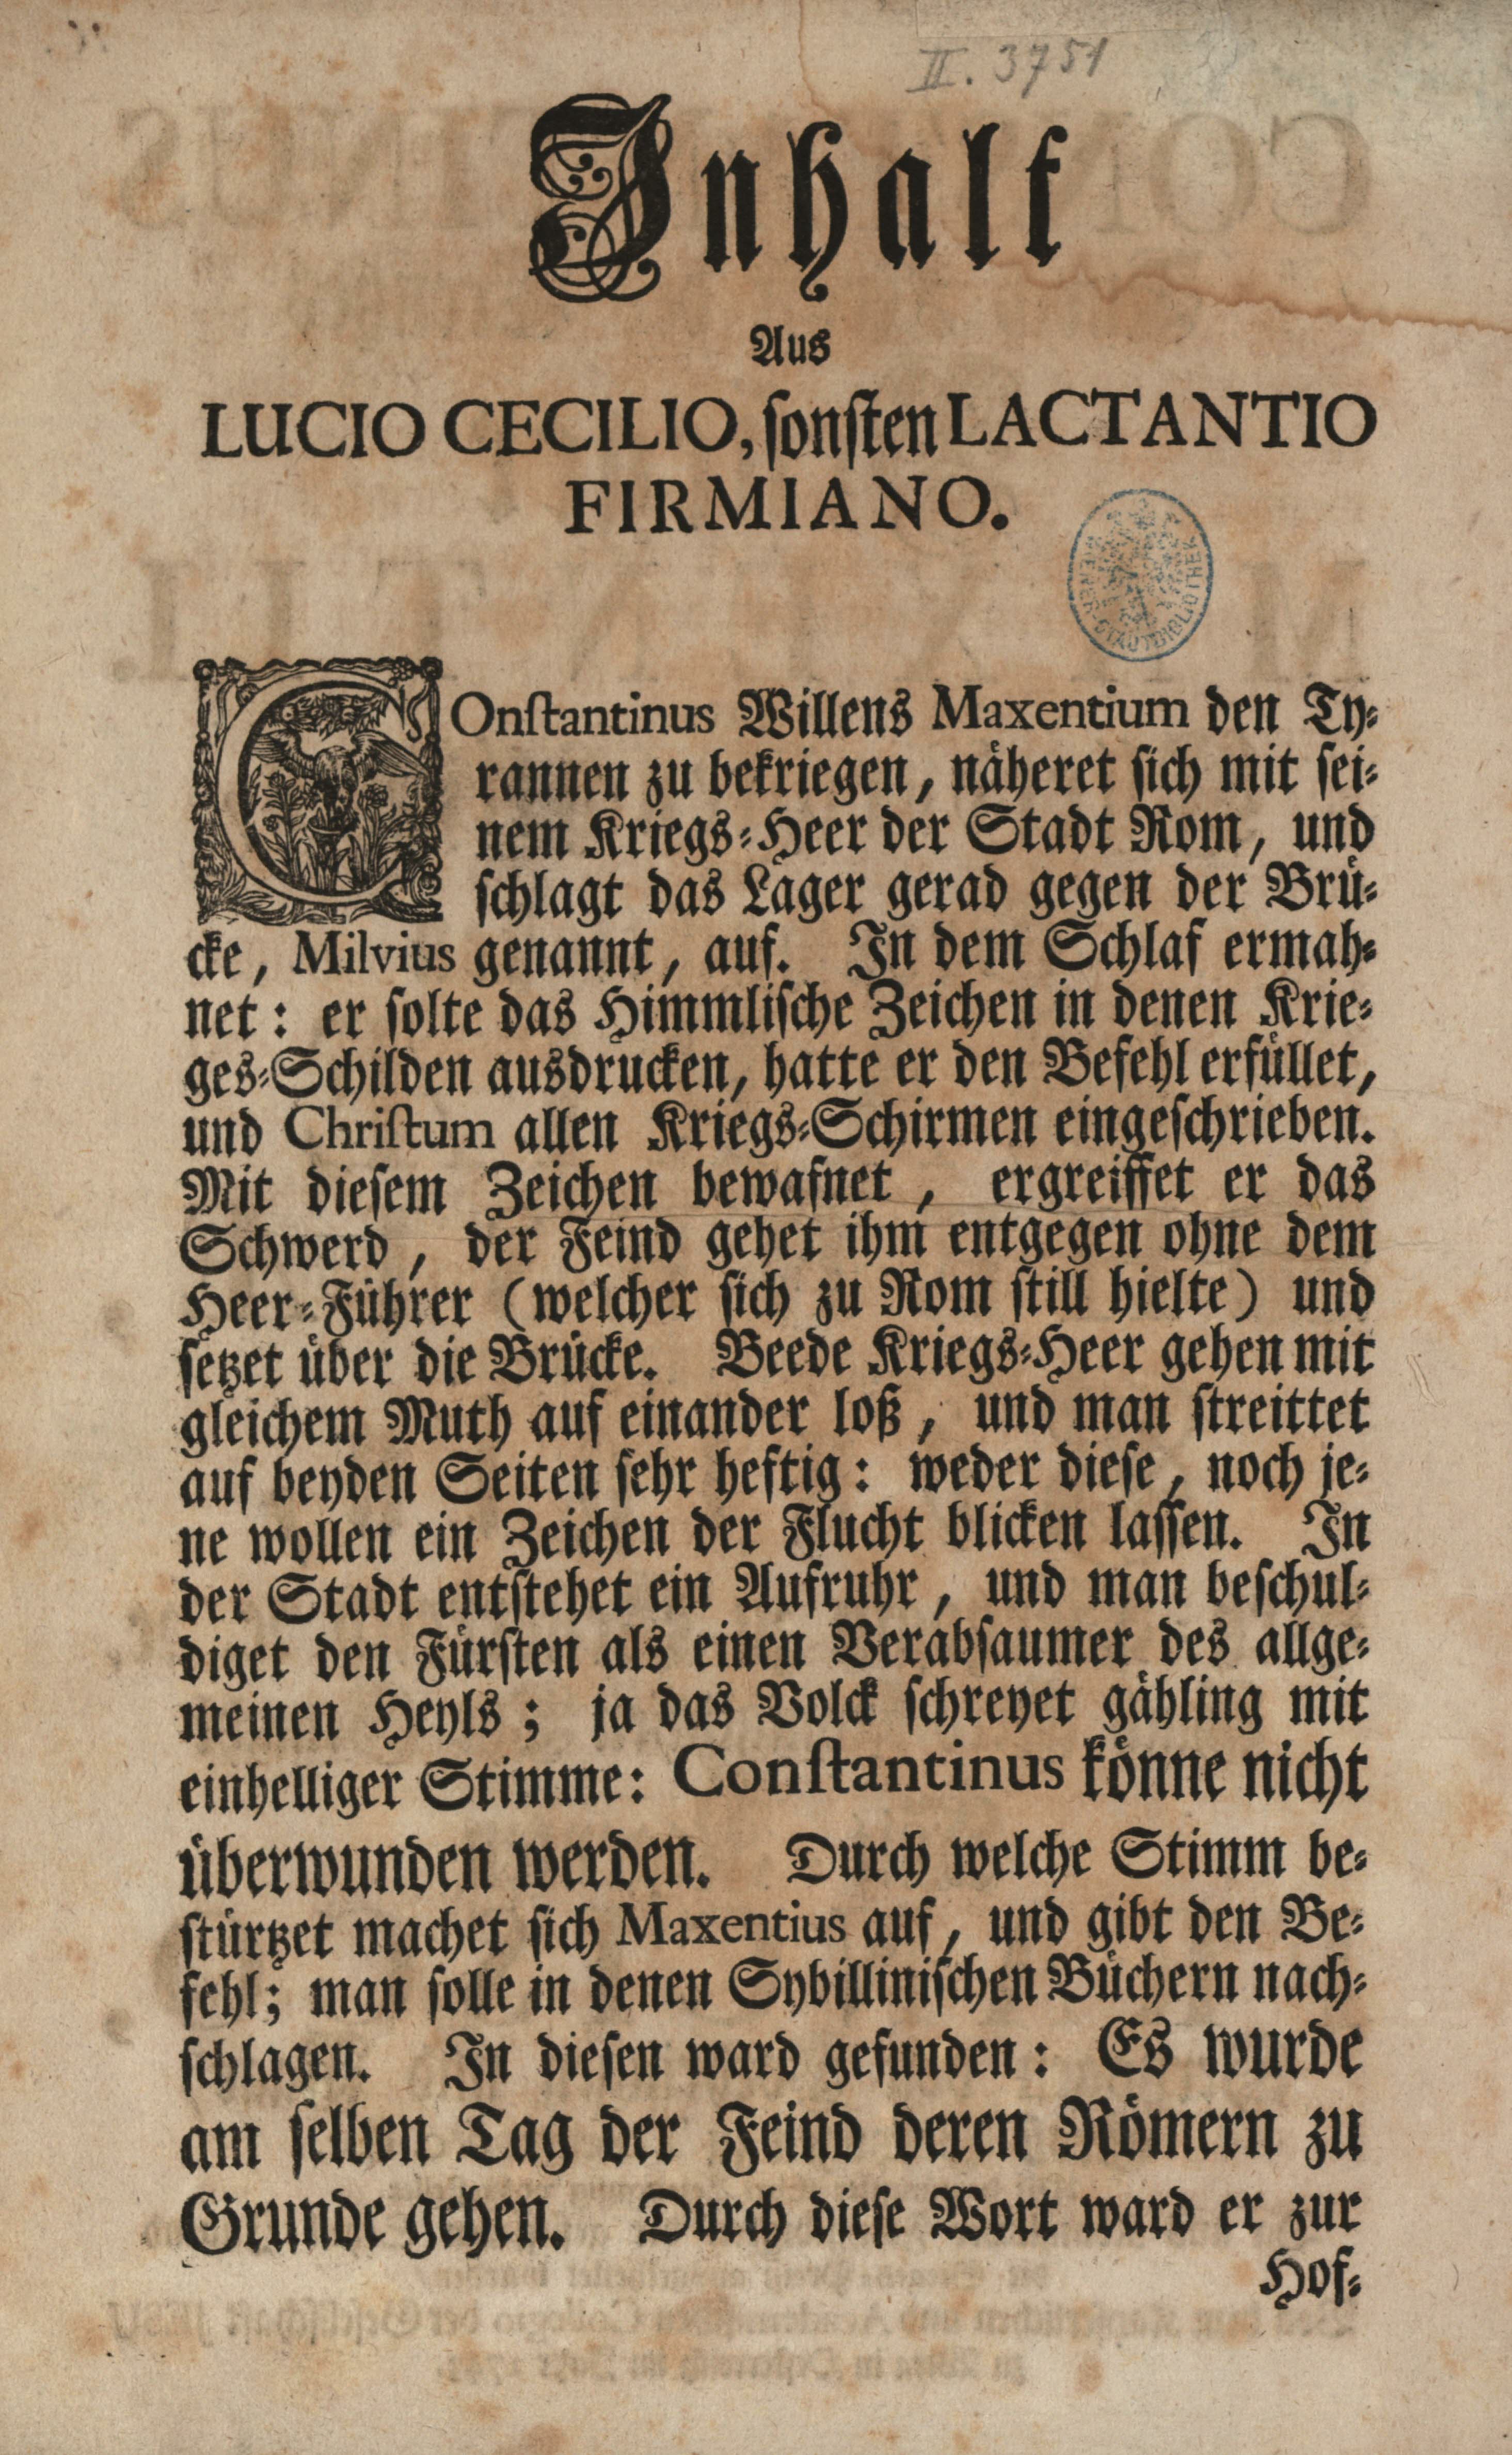 II. 3751
Inhalt
Aus
LUCIO CECILIO, sonsten LACTANTIO
FIRMIANO.
COnstantinus Willens Maxentium den Ty-
rannen zu bekriegen, näheret sich mit sei-
nem Kriegs-Heer der Stadt Rom, und
schlagt das Läger gerad gegen der Brü-
cke, Milvius genannt, auf. In dem Schlaf ermah-
net: er solte das Himmlische Zeichen in denen Krie-
ges-Schilden ausdrucken, hatte er den Befehl erfüllet,
und Christum allen Kriegs-Schirmen eingeschrieben.
Mit diesem Zeichen bewafnet, ergreiffet er das
Schwerd, der Feind gehet ihm entgegen ohne dem
Heer-Führer (welcher sich zu Rom still hielte) und
setzet über die Brücke. Beede Kriegs-Heer gehen mit
gleichem Muth auf einander loß, und man streittet
auf beyden Seiten sehr heftig: weder diese, noch je-
ne wollen ein Zeichen der Flucht blicken lassen. In
der Stadt entstehet ein Aufruhr, und man beschul-
diget den Fürsten als einen Verabsaumer des allge-
meinen Heyls; ja das Volck schreyet gähling mit
einhelliger Stimme: Constantinus könne nicht
überwunden werden. Durch welche Stimm be-
stürtzet machet sich Maxentius auf, und gibt den Be-
fehl; man solle in denen Sybillinischen Büchern nach-
schlagen. In diesen ward gefunden: Es wurde
am selben Tag der Feind deren Römern zu
Grunde gehen. Durch diese Wort ward er zur
Hof-